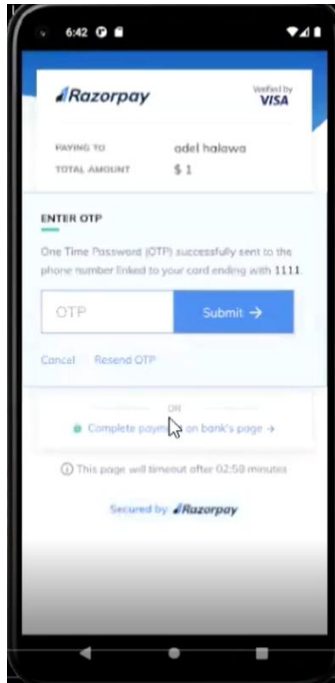 6:42
Razorpay
Verified by
VISA
PAYING TO adel halawa
TOTAL AMOUNT $ 1
ENTER OTP
One Time Password (OTP) successfully sent to the
phone number linked to your card ending with 1111.
OTP Submit →
Cancel Resend OTP
OR
Complete payment on bank's page →
This page will timeout after 02:58 minutes
Secured by Razorpay